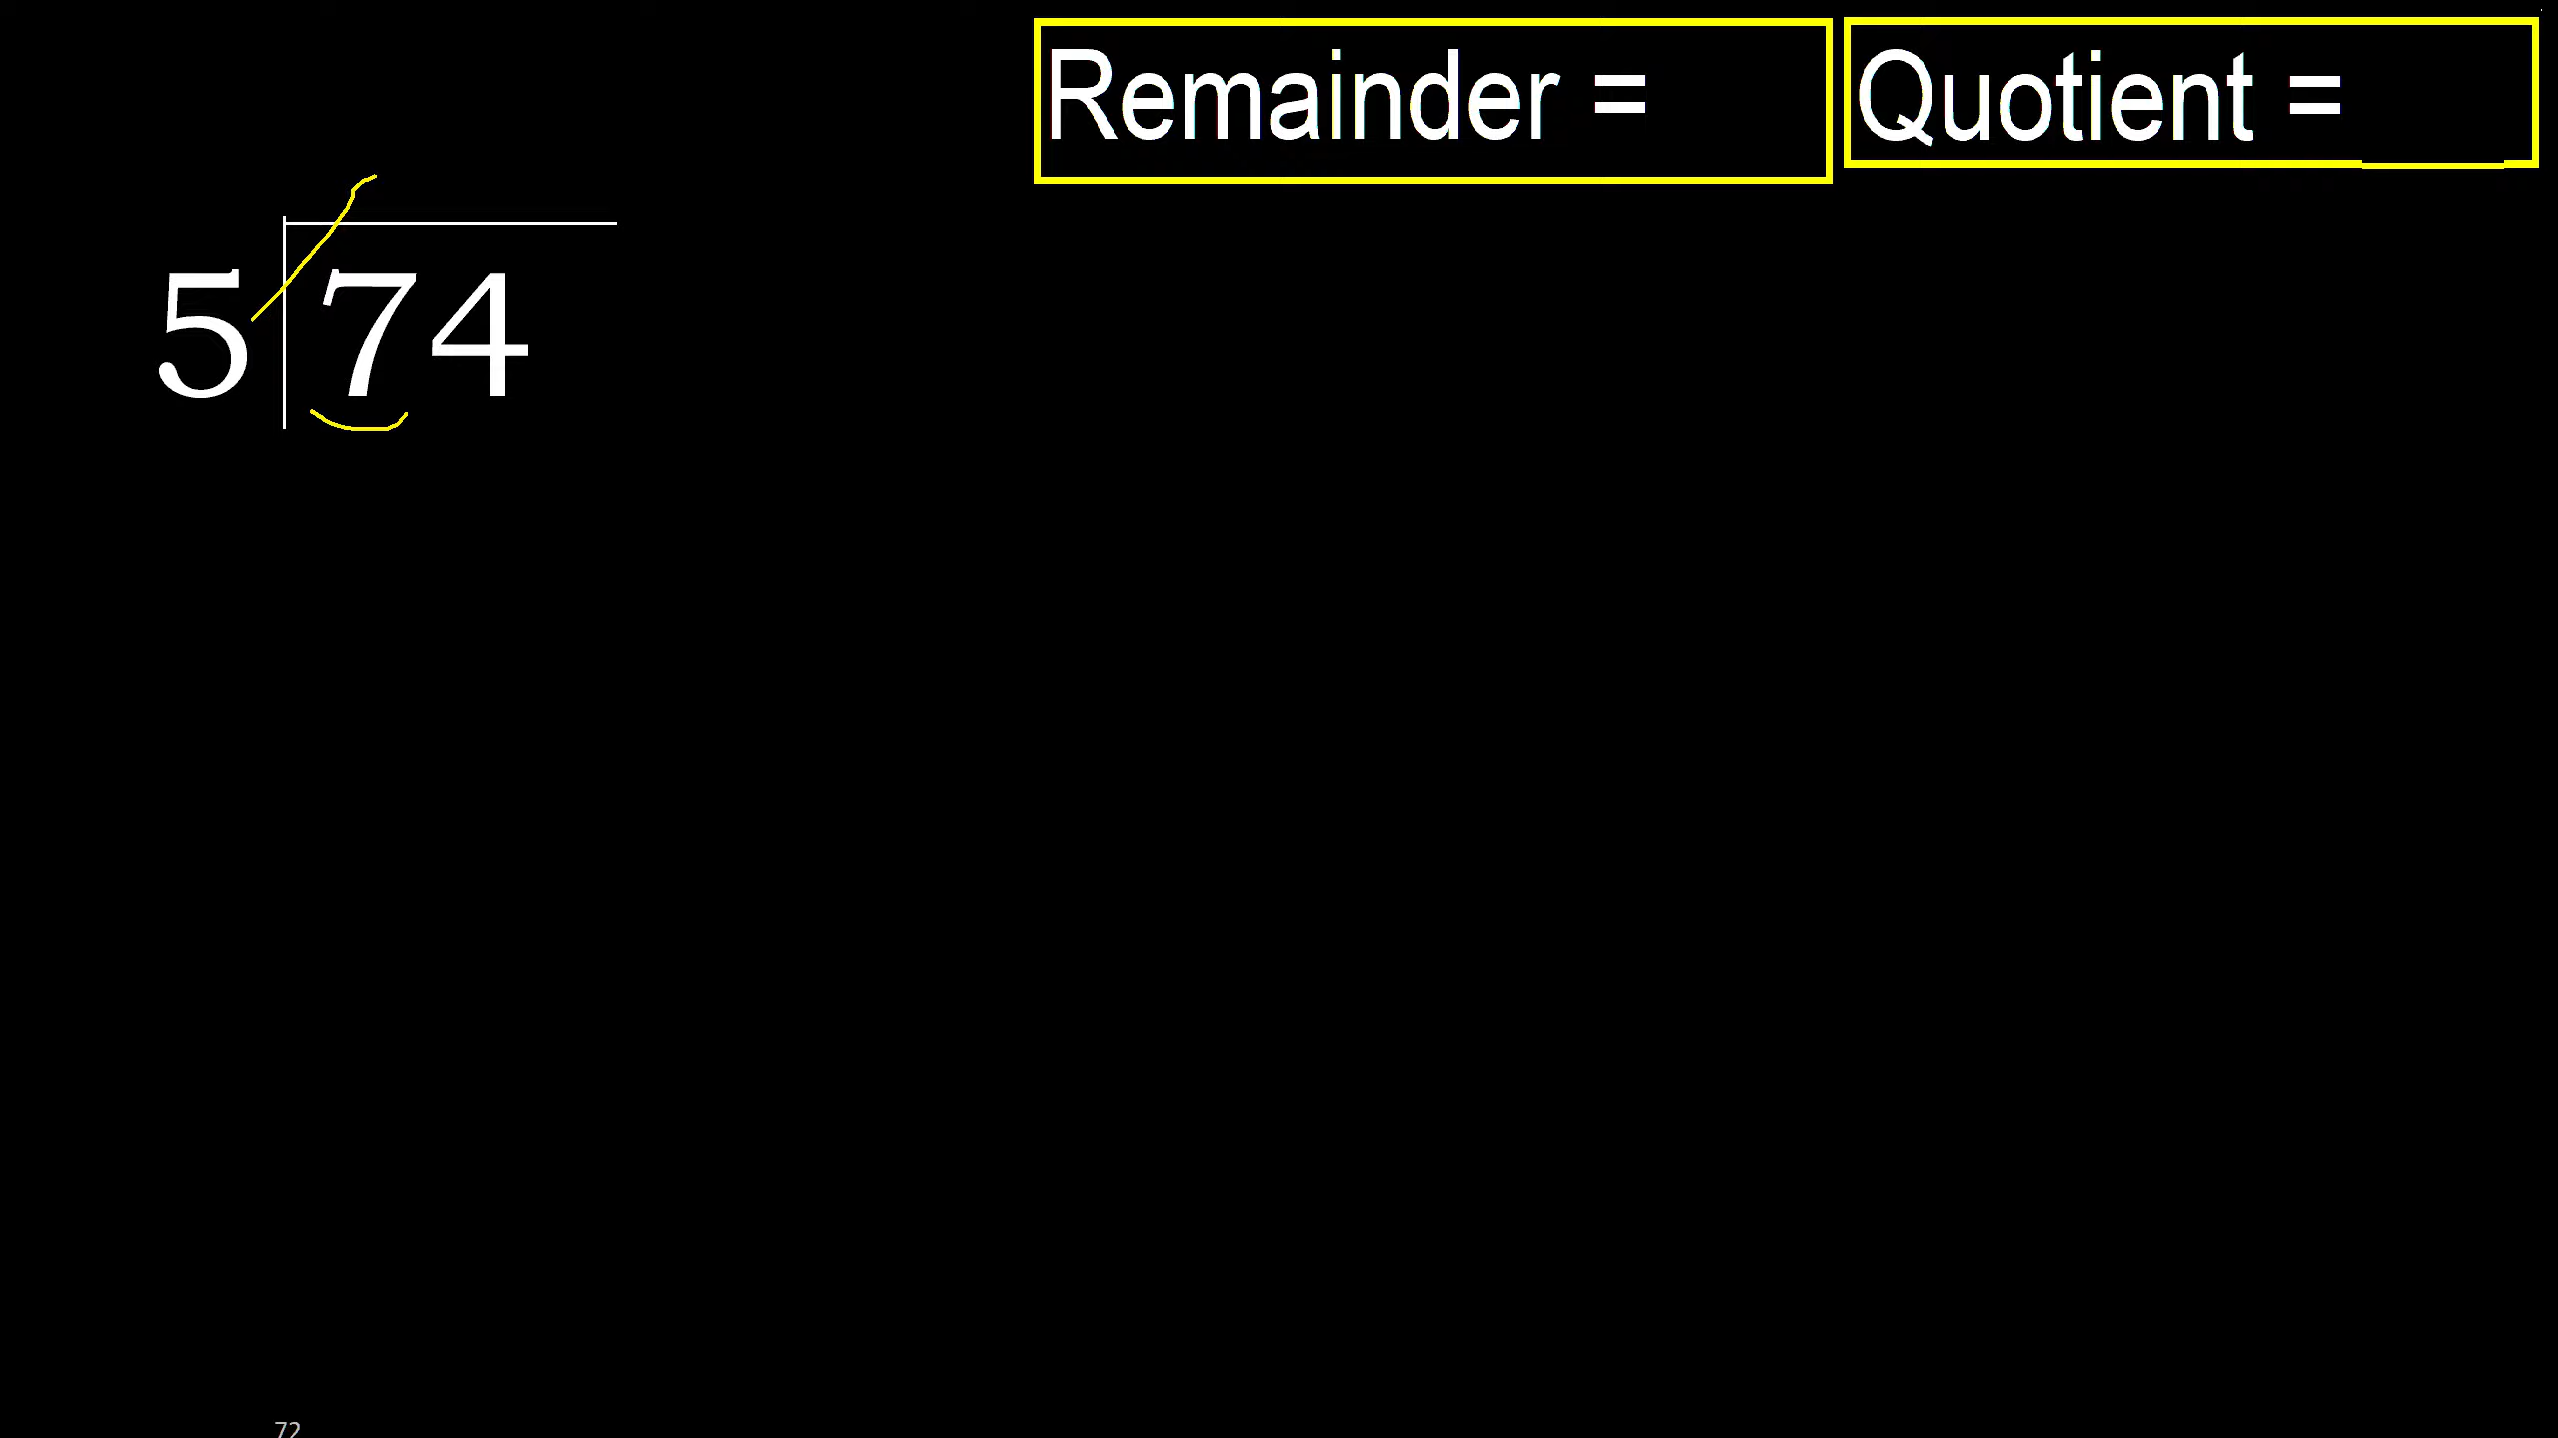 Remainder = Quotient =
5 74
72